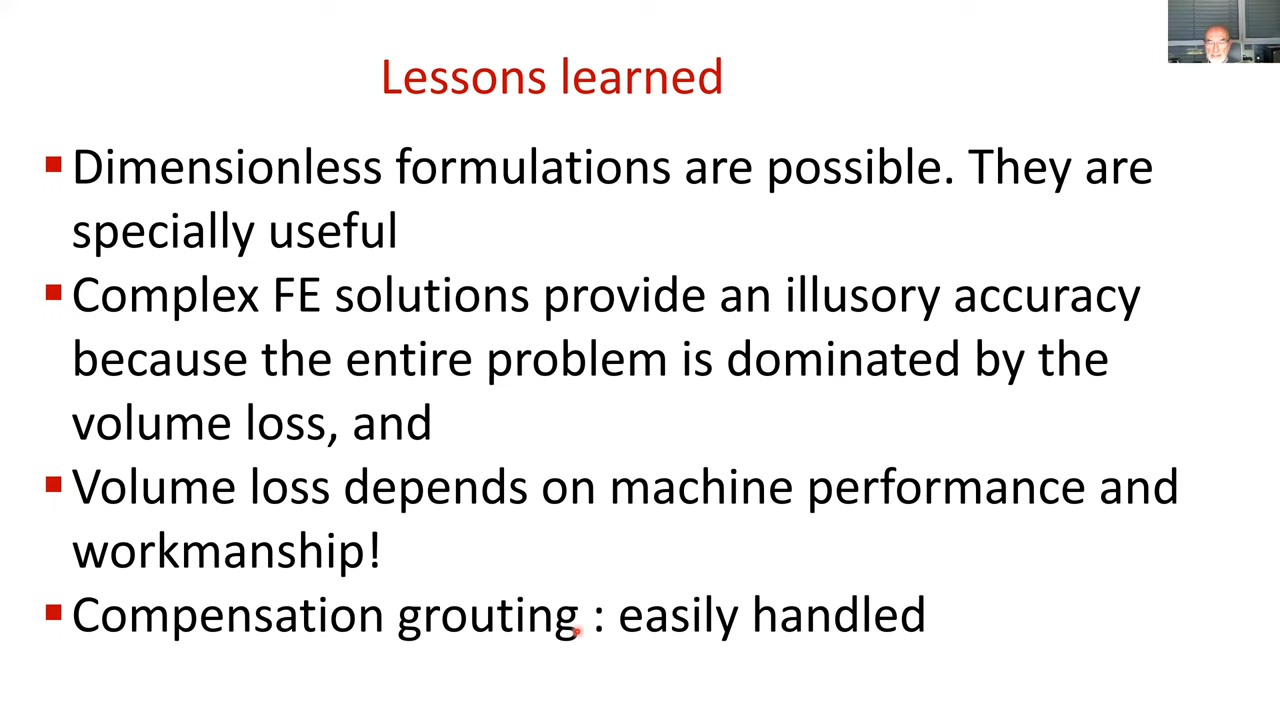 Lessons learned
▪ Dimensionless formulations are possible. They are
specially useful
▪ Complex FE solutions provide an illusory accuracy
because the entire problem is dominated by the
volume loss, and
▪ Volume loss depends on machine performance and
workmanship!
▪ Compensation grouting : easily handled